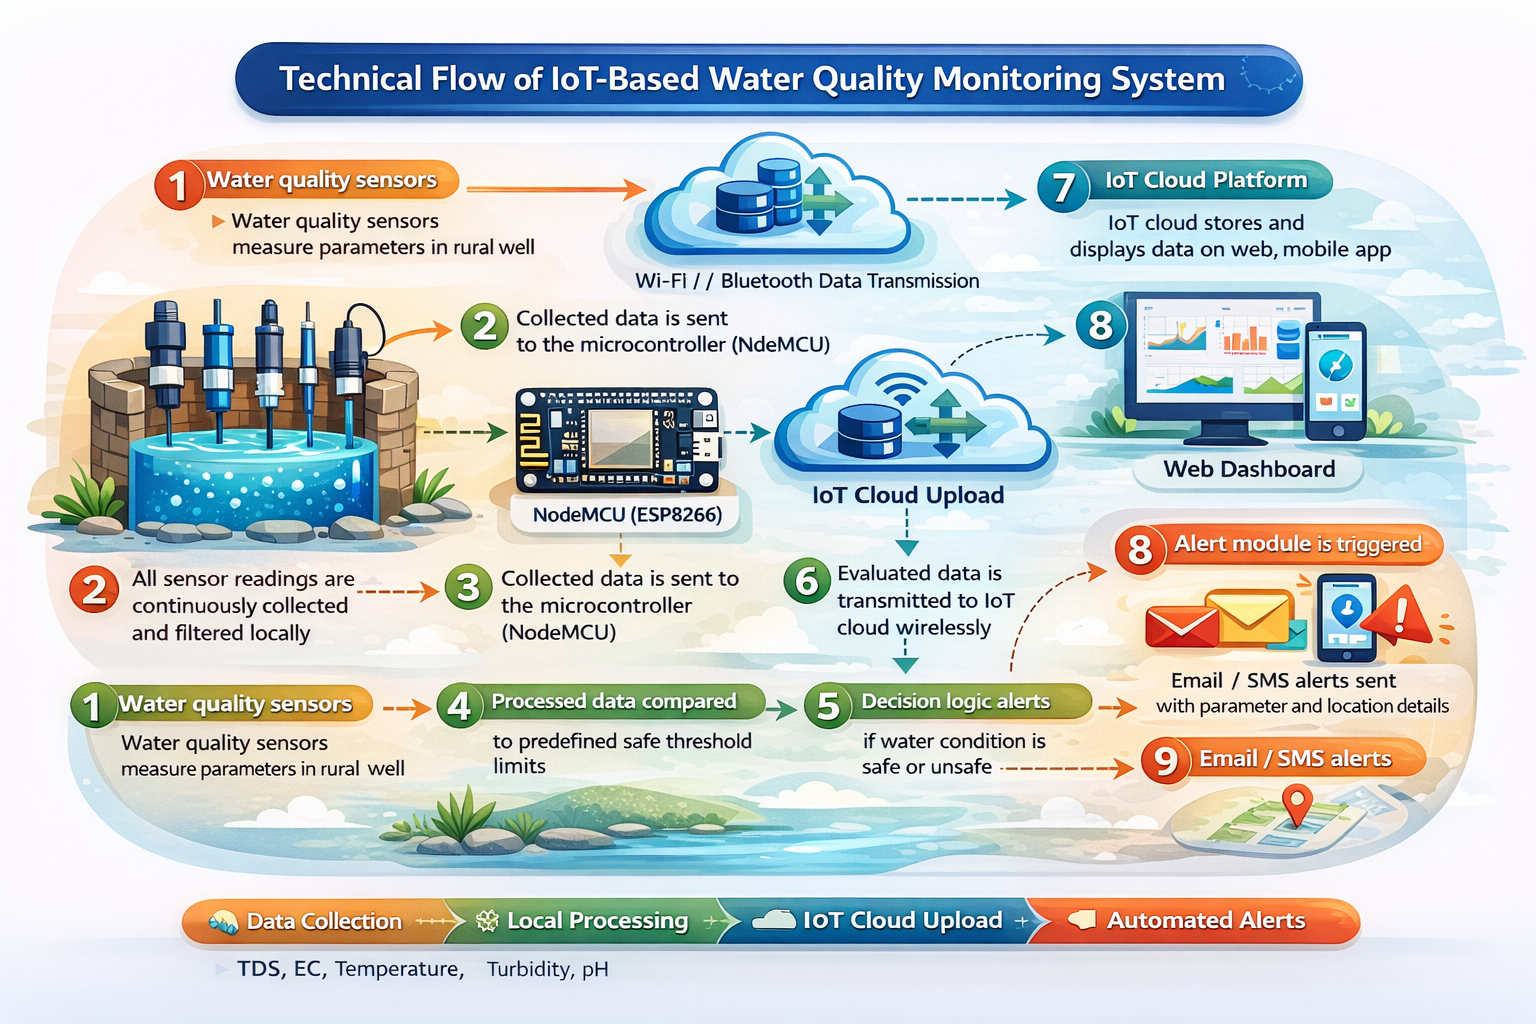 Technical Flow of IoT-Based Water Quality Monitoring System
1 Water quality sensors
Water quality sensors
measure parameters in rural well
Wi-Fi // Bluetooth Data Transmission
7 IoT Cloud Platform
IoT cloud stores and
displays data on web, mobile app
2 Collected data is sent
to the microcontroller (NdeMCU)
8
Web Dashboard
NodeMCU (ESP8266)
IoT Cloud Upload
2 All sensor readings are
continuously collected
and filtered locally
3 Collected data is sent to
the microcontroller
(NodeMCU)
6 Evaluated data is
transmitted to IoT
cloud wirelessly
8 Alert module is triggered
Email / SMS alerts sent
with parameter and location details
1 Water quality sensors
Water quality sensors
measure parameters in rural well
4 Processed data compared
to predefined safe threshold
limits
5 Decision logic alerts
if water condition is
safe or unsafe
9 Email / SMS alerts
Data Collection
Local Processing
IoT Cloud Upload
Automated Alerts
TDS, EC, Temperature, Turbidity, pH